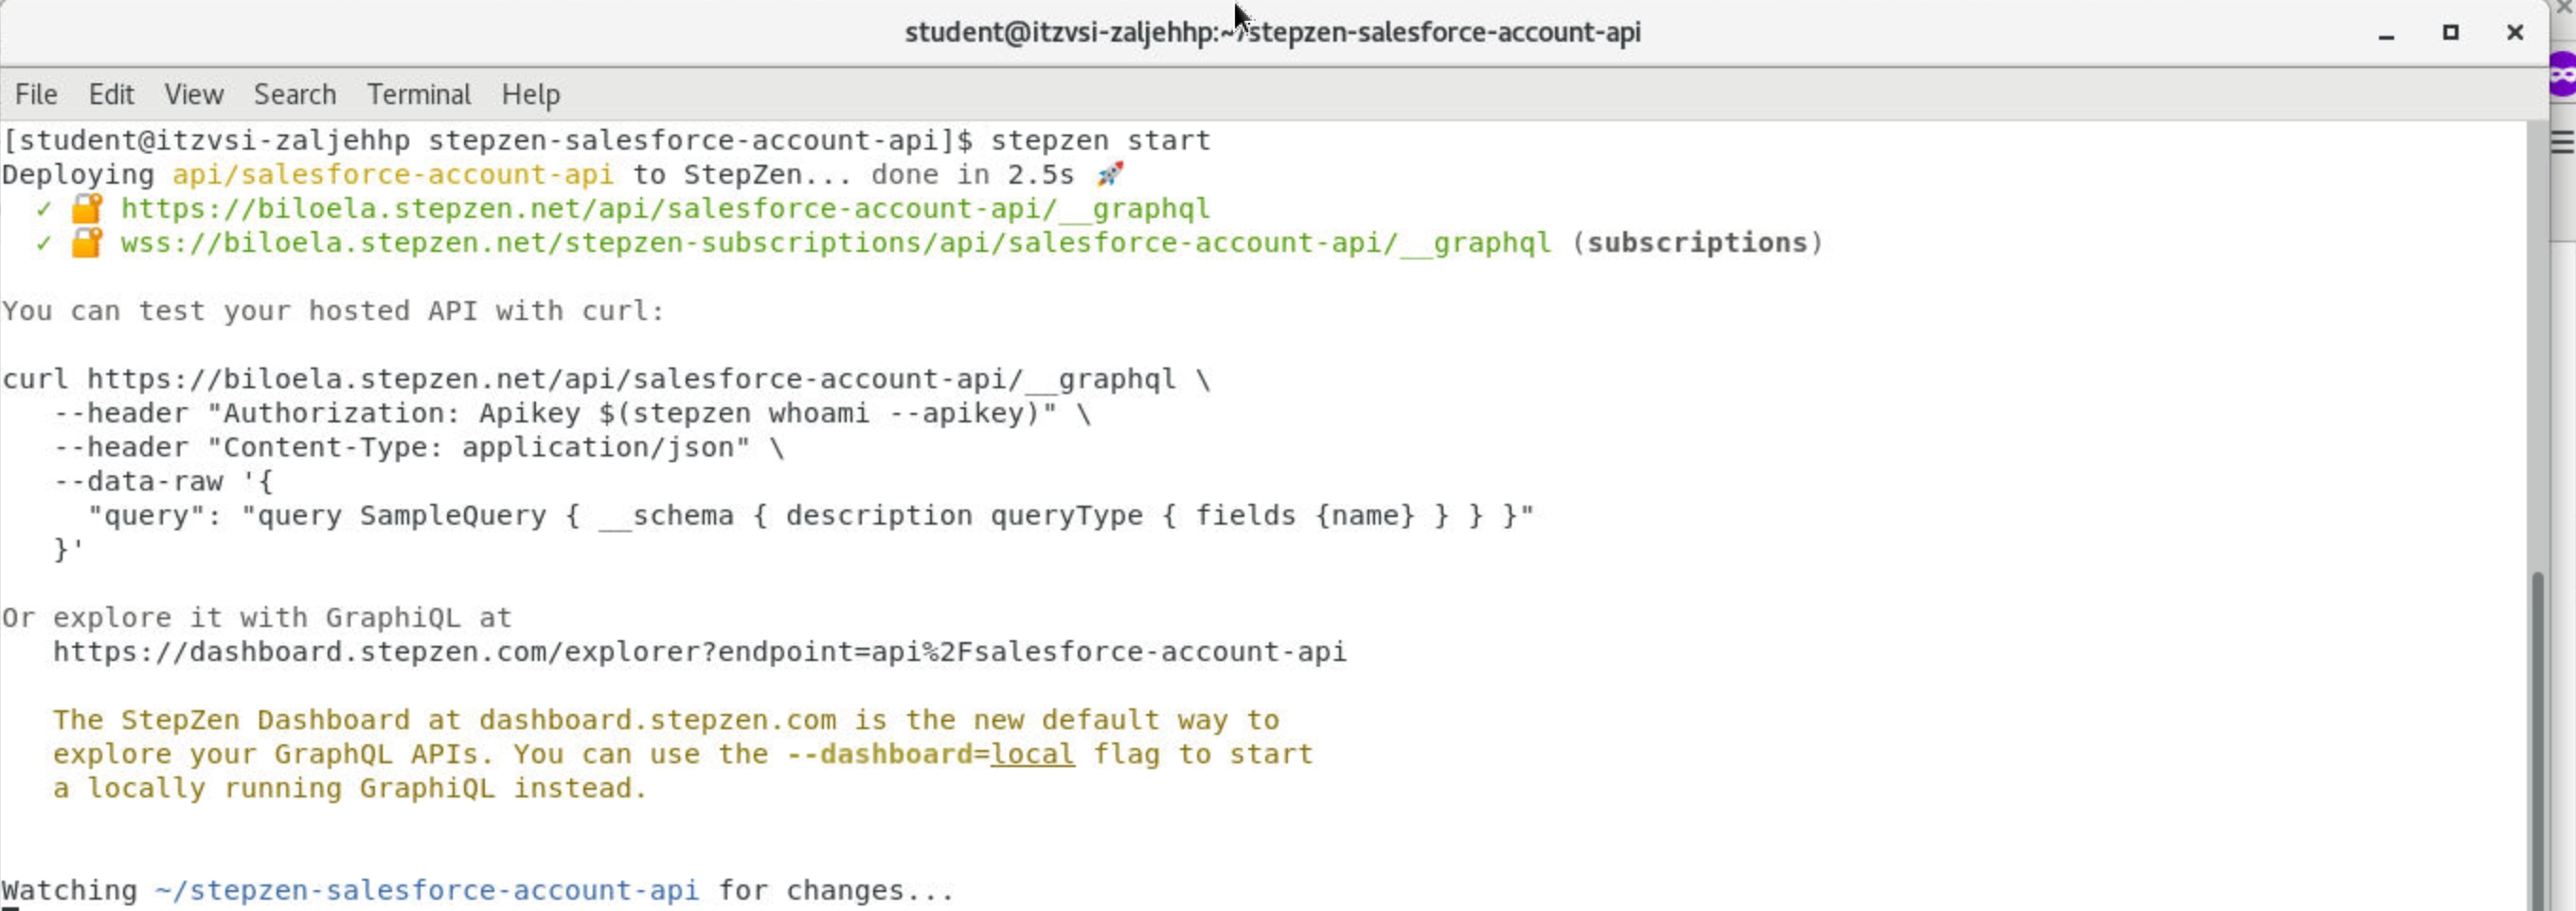 student@itzvsi-zaljehhp:~/stepzen-salesforce-account-api
File Edit View Search Terminal Help
[student@itzvsi-zaljehhp stepzen-salesforce-account-api]$ stepzen start
Deploying api/salesforce-account-api to StepZen... done in 2.5s 🚀
✓ 🔐 https://biloela.stepzen.net/api/salesforce-account-api/__graphql
✓ 🔐 wss://biloela.stepzen.net/stepzen-subscriptions/api/salesforce-account-api/__graphql (subscriptions)
You can test your hosted API with curl:
curl https://biloela.stepzen.net/api/salesforce-account-api/__graphql \
--header "Authorization: Apikey $(stepzen whoami --apikey)" \
--header "Content-Type: application/json" \
--data-raw '{
"query": "query SampleQuery { __schema { description queryType { fields {name} } } }"
}'
Or explore it with GraphiQL at
https://dashboard.stepzen.com/explorer?endpoint=api%2Fsalesforce-account-api
The StepZen Dashboard at dashboard.stepzen.com is the new default way to
explore your GraphQL APIs. You can use the --dashboard=local flag to start
a locally running GraphiQL instead.
Watching ~/stepzen-salesforce-account-api for changes...